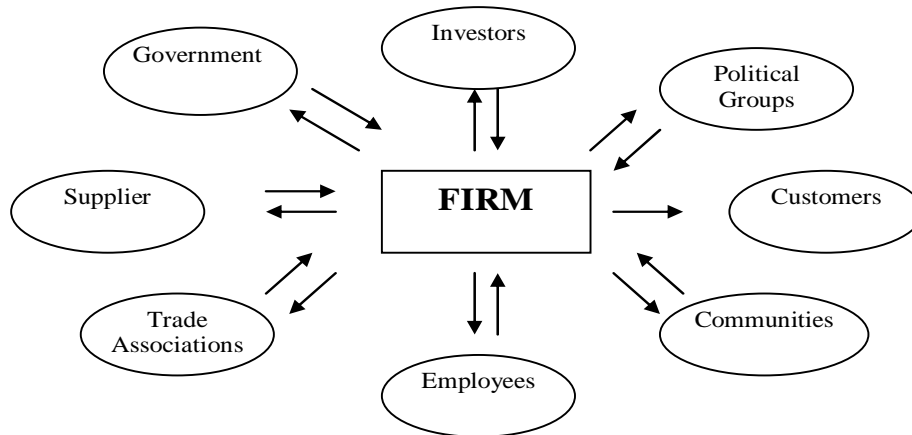 Investors
Government
Political
Groups
Supplier
FIRM
Customers
Trade
Associations
Communities
Employees